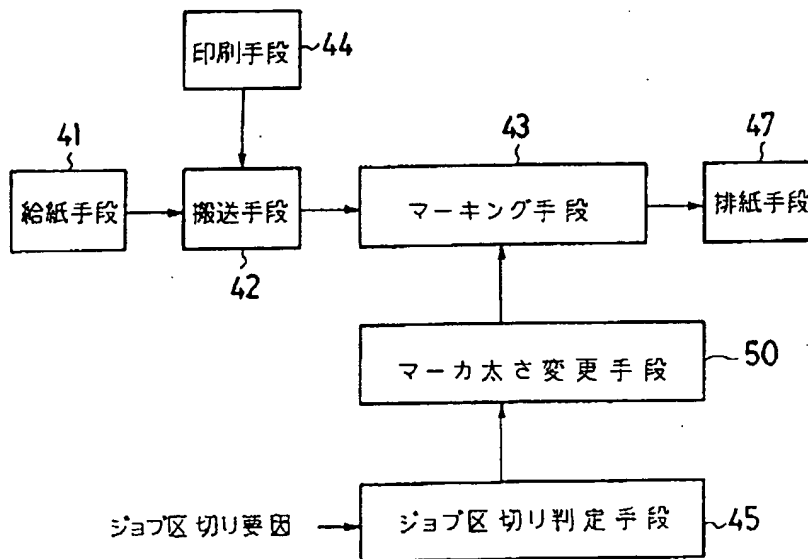 印刷手段
44
41
43
47
給紙手段
搬送手段
マーキング手段
排紙手段
42
マーカ太さ変更手段
50
ジョブ区切り要因
ジョブ区切り判定手段
45